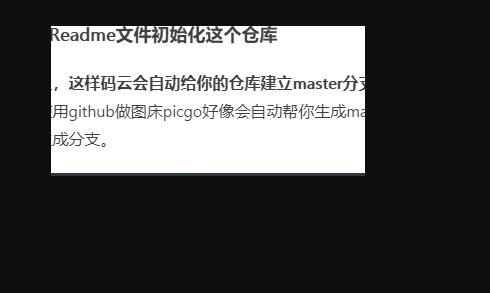 Readme文件初始化这个仓库
，这样码云会自动给你的仓库建立master分支
用github做图床picgo好像会自动帮你生成ma
成分支。